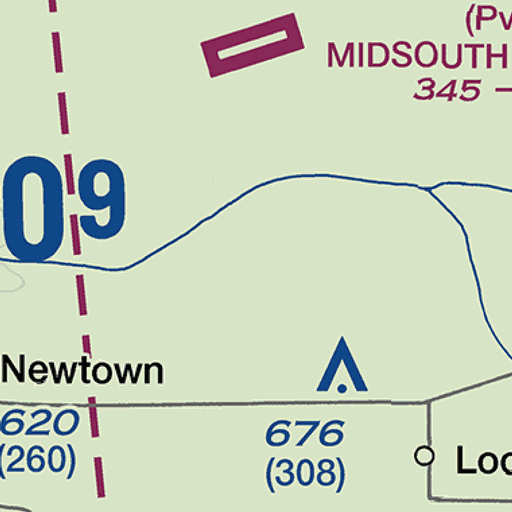 (Pv
MIDSOUTH
345 –
09
Newtown
620
(260)
676
(308)
Loc